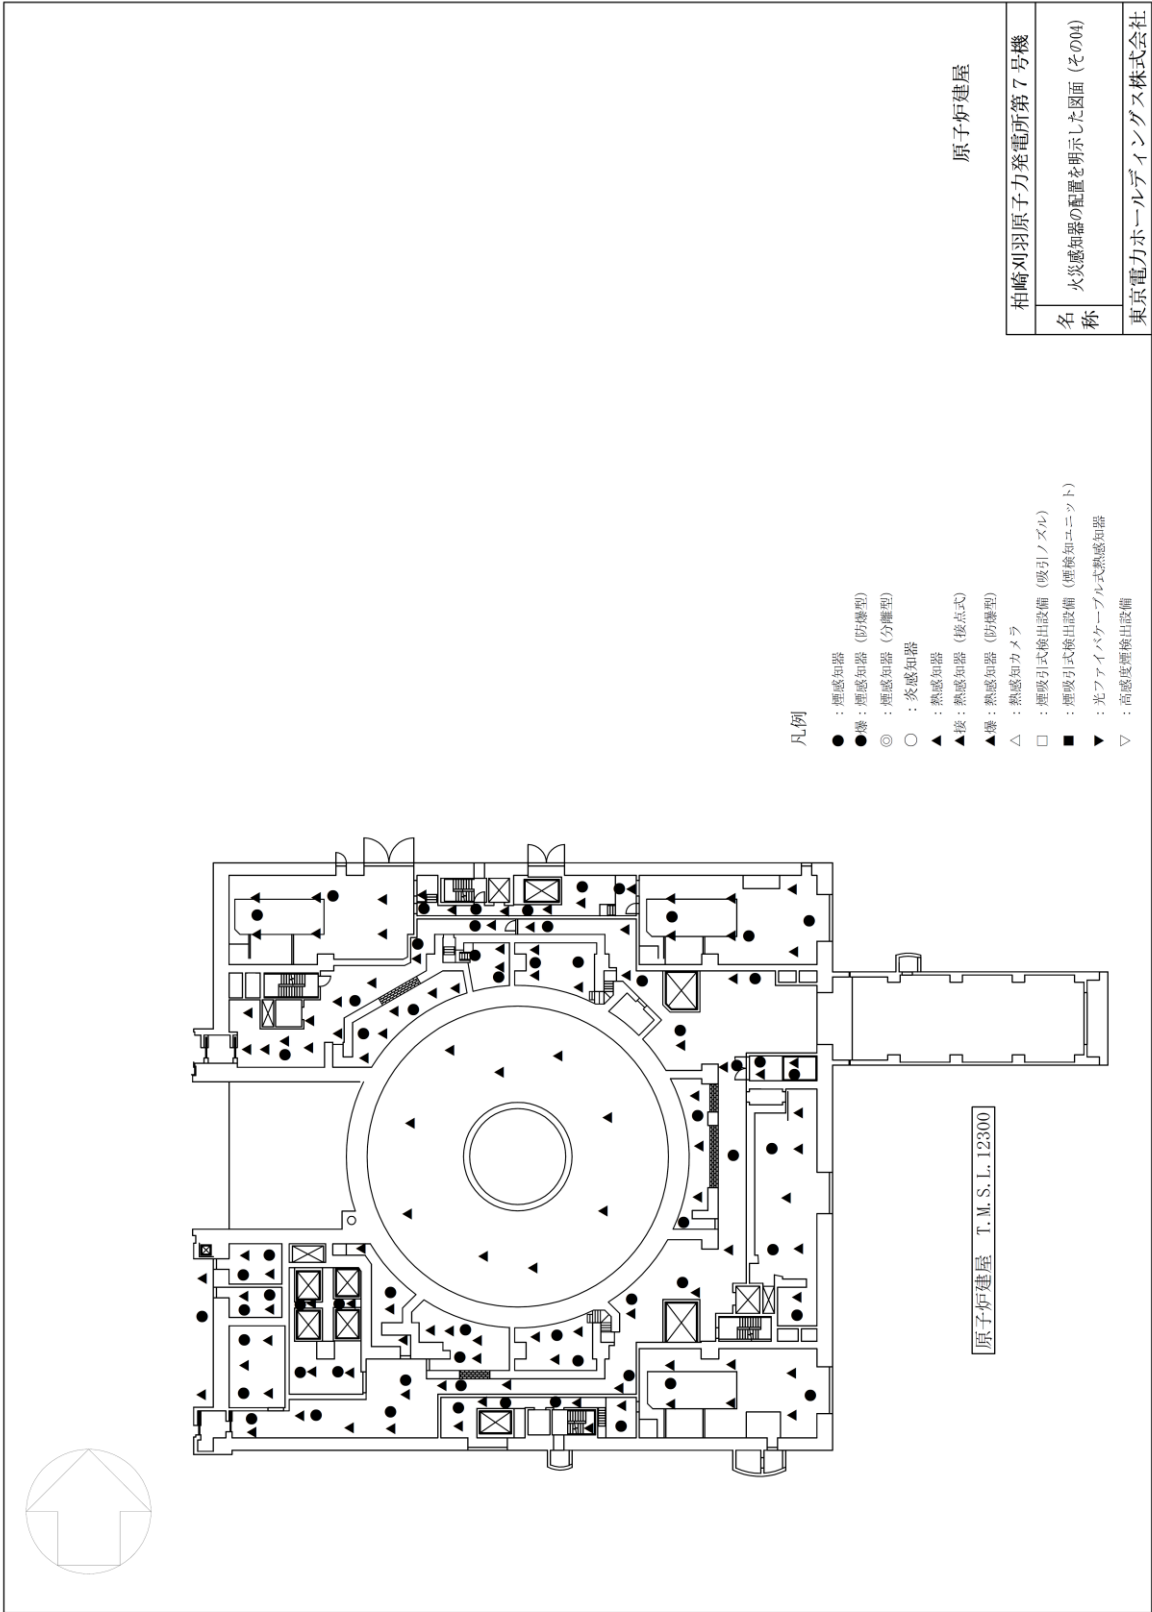 原子炉建屋　T. M. S. L. 12300
凡例
● ：煙感知器
●爆：煙感知器（防爆型）
◎ ：煙感知器（分離型）
○ ：炎感知器
▲ ：熱感知器
▲接：熱感知器（接点式）
▲爆：熱感知器（防爆型）
△ ：熱感知カメラ
□ ：煙吸引式検出設備（吸引ノズル）
■ ：煙吸引式検出設備（煙検知ユニット）
▼ ：光ファイバケーブル式熱感知器
▽ ：高感度煙検出設備
原子炉建屋
柏崎刈羽原子力発電所第７号機
名称
火災感知器の配置を明示した図面（その04）
東京電力ホールディングス株式会社